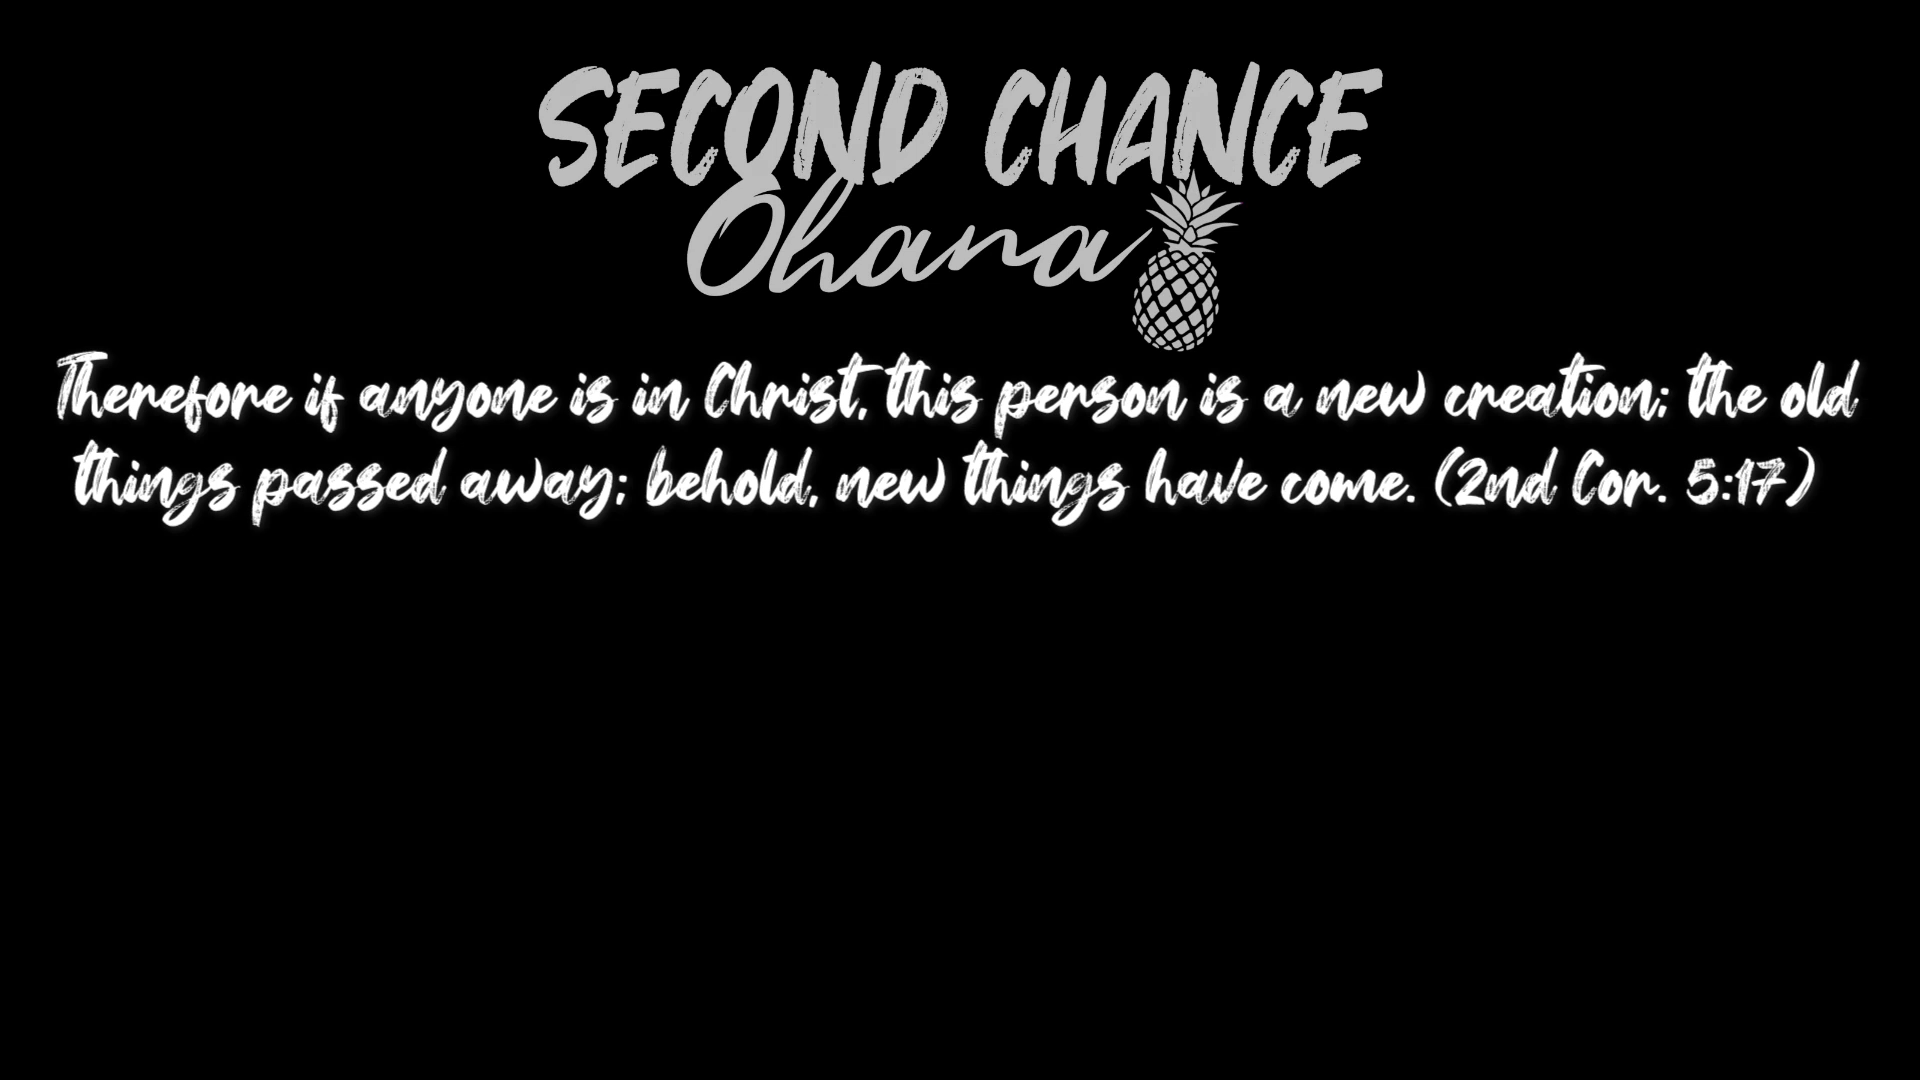 SECOND CHANCE
Ohana
Therefore if anyone is in Christ, this person is a new creation; the old
things passed away; behold, new things have come. (2nd Cor. 5:17)